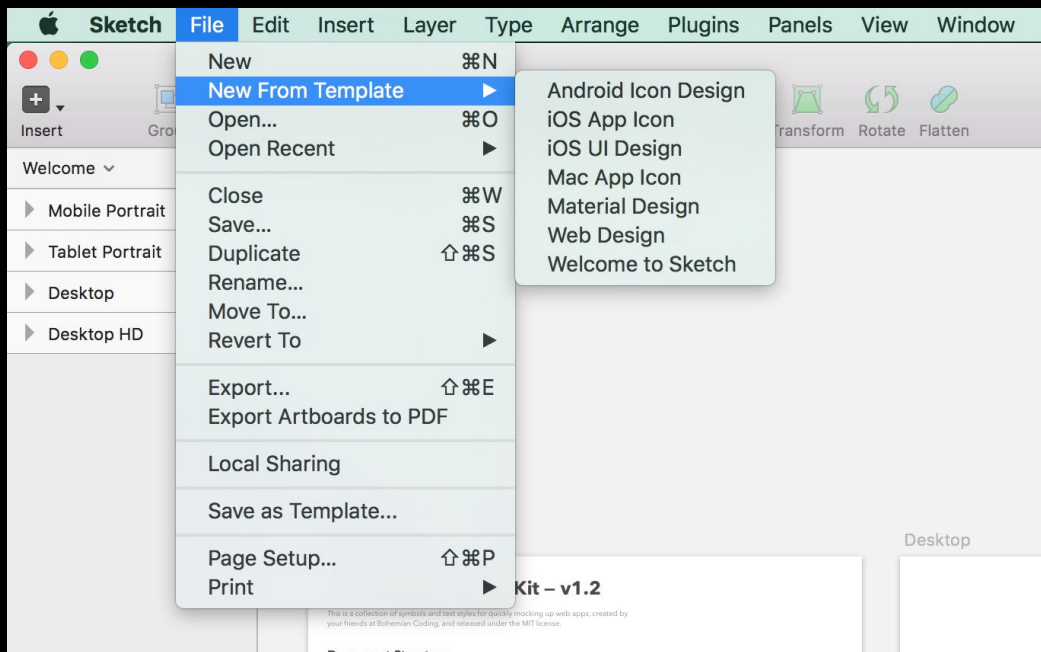 Sketch File Edit Insert Layer Type Arrange Plugins Panels View Window
New ⌘N
New From Template ▶
Open... ⌘O
Open Recent ▶
Close ⌘W
Save... ⌘S
Duplicate ⇧⌘S
Rename...
Move To...
Revert To ▶
Export... ⇧⌘E
Export Artboards to PDF
Local Sharing
Save as Template...
Page Setup... ⇧⌘P
Print ▶
Android Icon Design
iOS App Icon
iOS UI Design
Mac App Icon
Material Design
Web Design
Welcome to Sketch
Insert
Transform Rotate Flatten
Welcome
Mobile Portrait
Tablet Portrait
Desktop
Desktop HD
Desktop
Kit – v1.2
This is a collection of symbols and text styles for quickly mocking up web apps, created by
your friends at Bohemian Coding, and released under the MIT license.